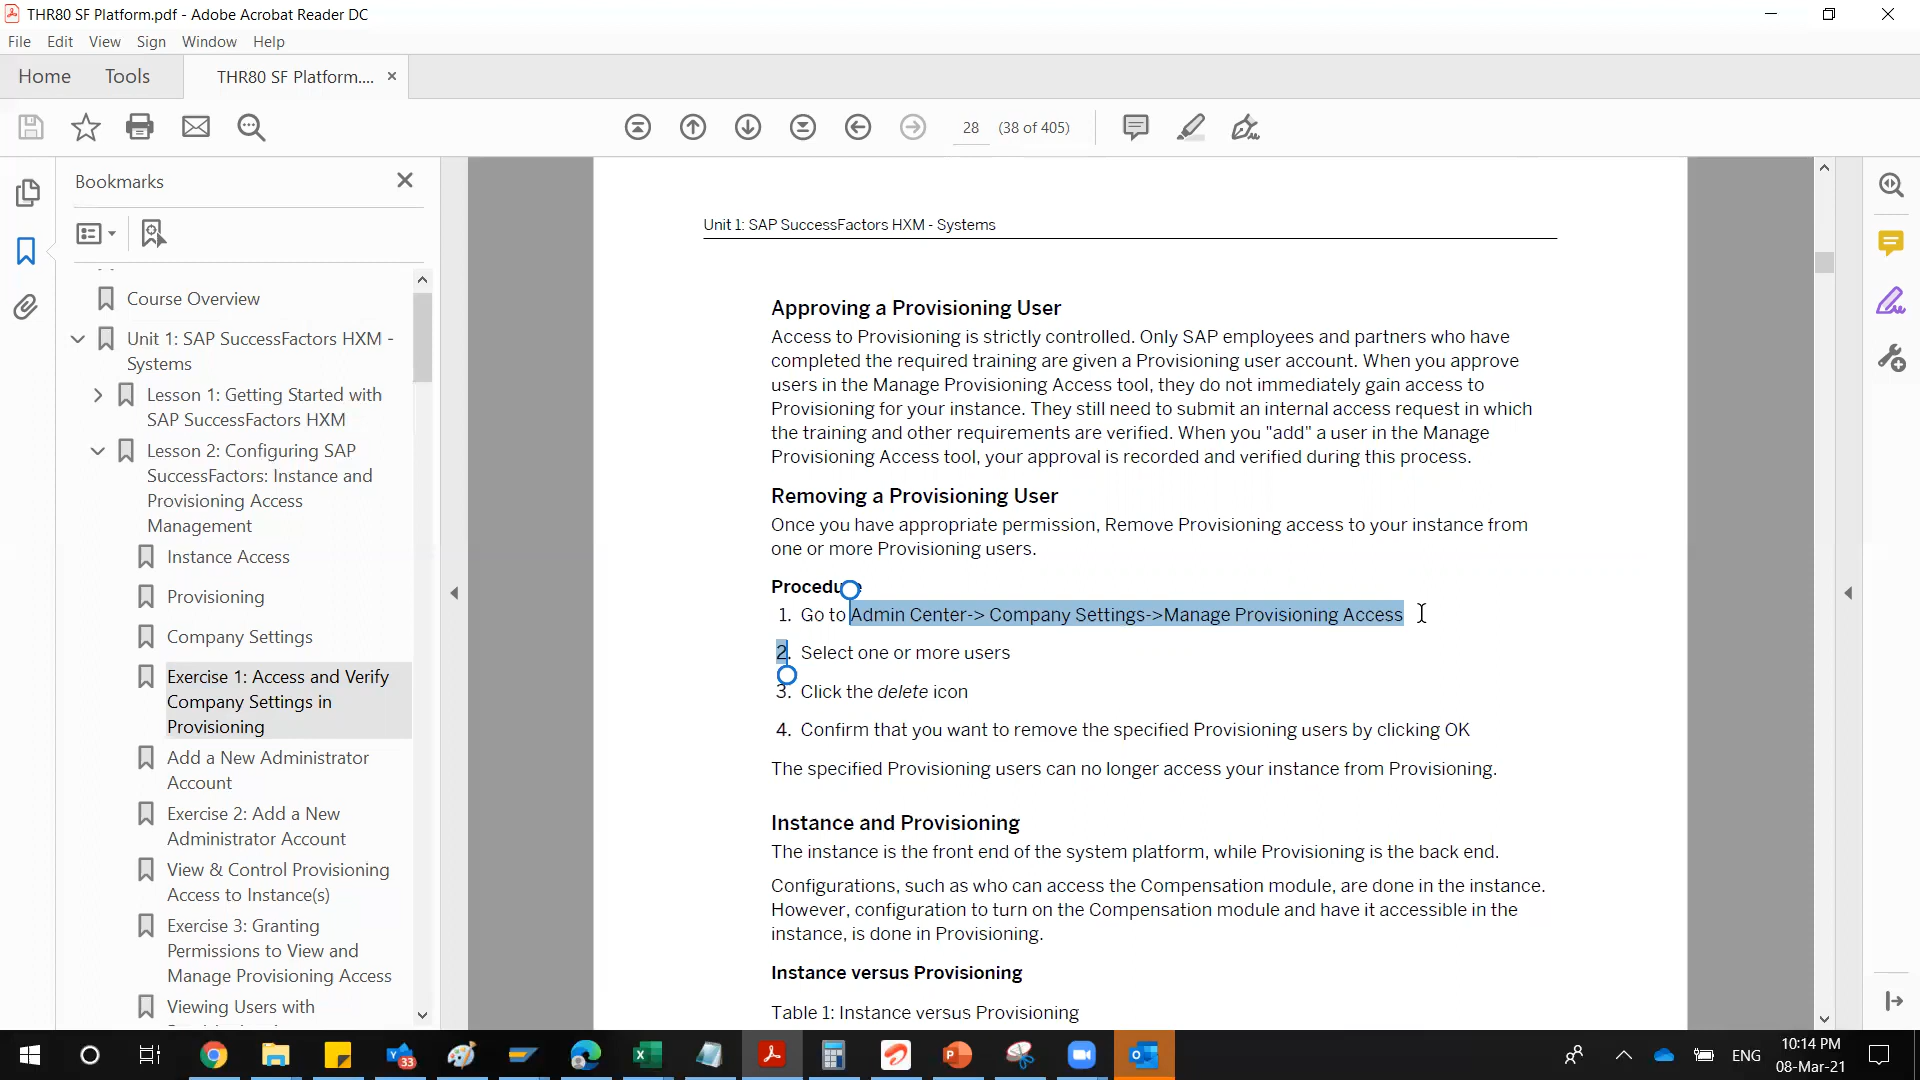 THR80 SF Platform.pdf - Adobe Acrobat Reader DC
File Edit View Sign Window Help
Home Tools THR80 SF Platform.... ×
28 (38 of 405)
Bookmarks
Course Overview
Unit 1: SAP SuccessFactors HXM -
Systems
Lesson 1: Getting Started with
SAP SuccessFactors HXM
Lesson 2: Configuring SAP
SuccessFactors: Instance and
Provisioning Access
Management
Instance Access
Provisioning
Company Settings
Exercise 1: Access and Verify
Company Settings in
Provisioning
Add a New Administrator
Account
Exercise 2: Add a New
Administrator Account
View & Control Provisioning
Access to Instance(s)
Exercise 3: Granting
Permissions to View and
Manage Provisioning Access
Viewing Users with
Unit 1: SAP SuccessFactors HXM - Systems
Approving a Provisioning User
Access to Provisioning is strictly controlled. Only SAP employees and partners who have
completed the required training are given a Provisioning user account. When you approve
users in the Manage Provisioning Access tool, they do not immediately gain access to
Provisioning for your instance. They still need to submit an internal access request in which
the training and other requirements are verified. When you "add" a user in the Manage
Provisioning Access tool, your approval is recorded and verified during this process.
Removing a Provisioning User
Once you have appropriate permission, Remove Provisioning access to your instance from
one or more Provisioning users.
Procedure
1. Go to Admin Center-> Company Settings->Manage Provisioning Access
2. Select one or more users
3. Click the delete icon
4. Confirm that you want to remove the specified Provisioning users by clicking OK
The specified Provisioning users can no longer access your instance from Provisioning.
Instance and Provisioning
The instance is the front end of the system platform, while Provisioning is the back end.
Configurations, such as who can access the Compensation module, are done in the instance.
However, configuration to turn on the Compensation module and have it accessible in the
instance, is done in Provisioning.
Instance versus Provisioning
Table 1: Instance versus Provisioning
33
ENG
10:14 PM
08-Mar-21